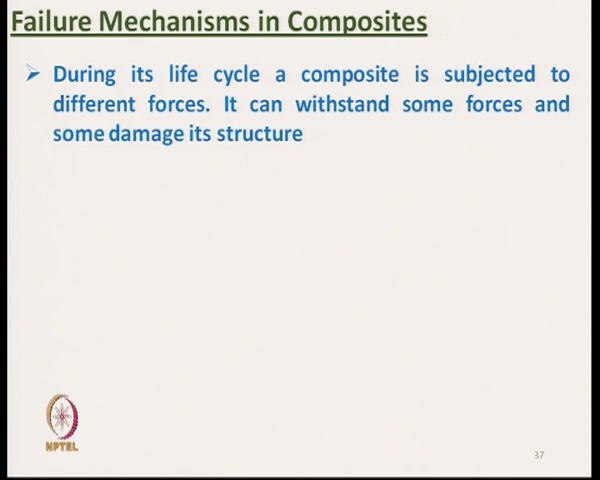 Failure Mechanisms in Composites
During its life cycle a composite is subjected to
different forces. It can withstand some forces and
some damage its structure
NPTEL
37